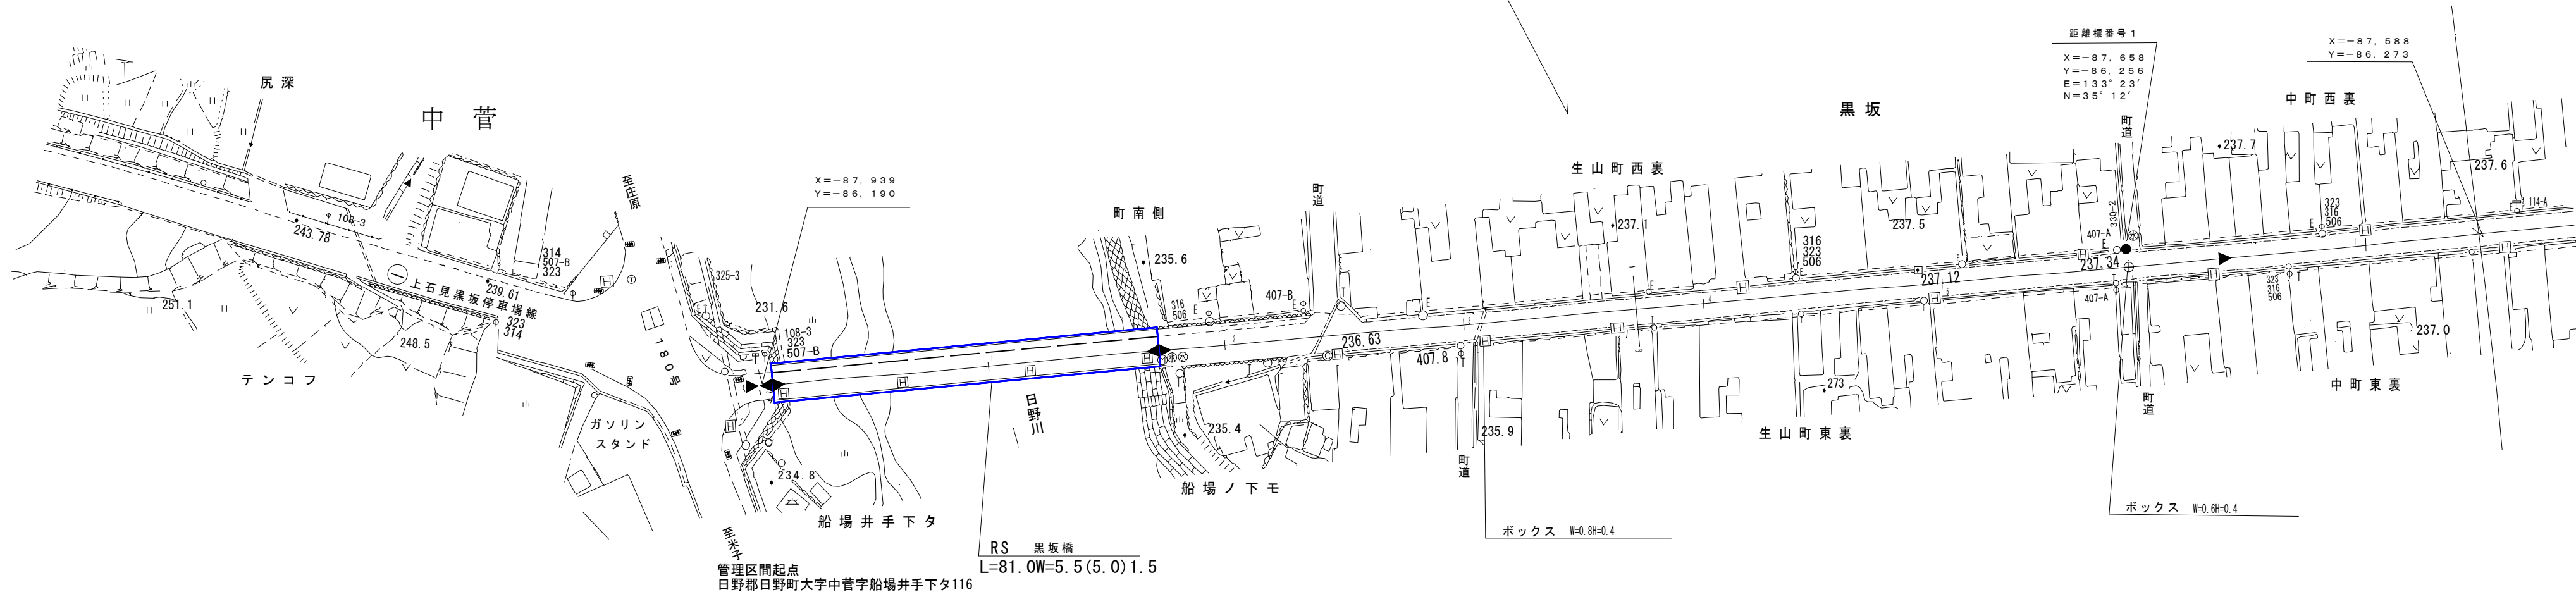 尻深
中 菅
108-3
243.78
251.1
上石見黒坂停車場線
239.61
314
507-B
323
323
314
248.5
テンコフ
ガソリン
スタンド
至庄原
180号
325-3
231.6
X=-87. 939
Y=-86. 190
108-3
323
507-B
234.8
至米子
船場井手下タ
管理区間起点
日野郡日野町大字中菅字船場井手下タ116
RS 黒坂橋
L=81.0W=5.5(5.0)1.5
日野川
町南側
235.6
316
506
235.4
船場ノ下モ
407-B
町道
236.63
407.8
町道
235.9
ボックス W=0.8H=0.4
生山町西裏
237.1
316
323
506
237.5
237.12
273
生山町東裏
黒坂
距離標番号1
X=-87. 658
Y=-86. 256
E=133°23′
N=35°12′
町道
330-2
407-A
237.34
407-A
町道
ボックス W=0.6H=0.4
X=-87. 588
Y=-86. 273
中町西裏
237.7
323
316
506
323
316
506
237.6
114-A
237.0
中町東裏